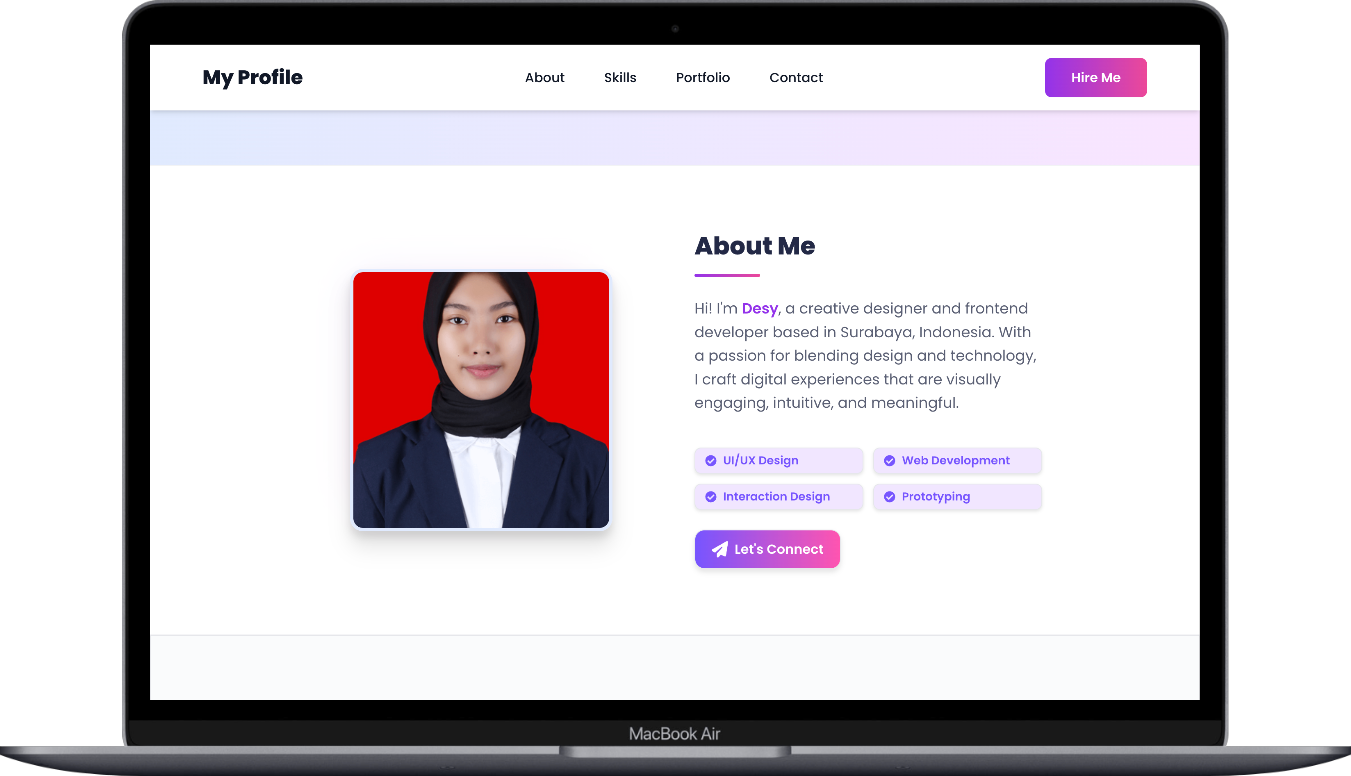 My Profile
About
Skills
Portfolio
Contact
Hire Me
About Me
Hi! I'm Desy, a creative designer and frontend
developer based in Surabaya, Indonesia. With
a passion for blending design and technology,
I craft digital experiences that are visually
engaging, intuitive, and meaningful.
UI/UX Design
Web Development
Interaction Design
Prototyping
Let's Connect
MacBook Air